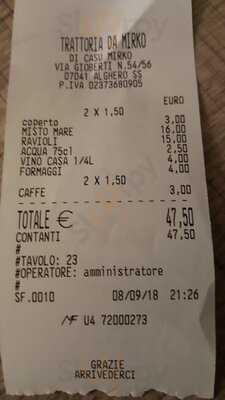 TRATTORIA DA MIRKO
DI CASU MIRKO
VIA GIOBERTI N.54/56
07041 ALGHERO SS
P.IVA 02373680905
EURO
2 X 1,50
coperto 3,00
MISTO MARE 16,00
RAVIOLI 15,00
ACQUA 75cl 2,50
VINO CASA 1/4L 4,00
FORMAGGI 4,00
2 X 1,50
CAFFE 3,00
TOTALE € 47,50
CONTANTI 47,50
#
#TAVOLO: 23
#OPERATORE: amministratore
#
SF.0010 08/09/18 21:26
MF U4 72000273
GRAZIE
ARRIVEDERCI